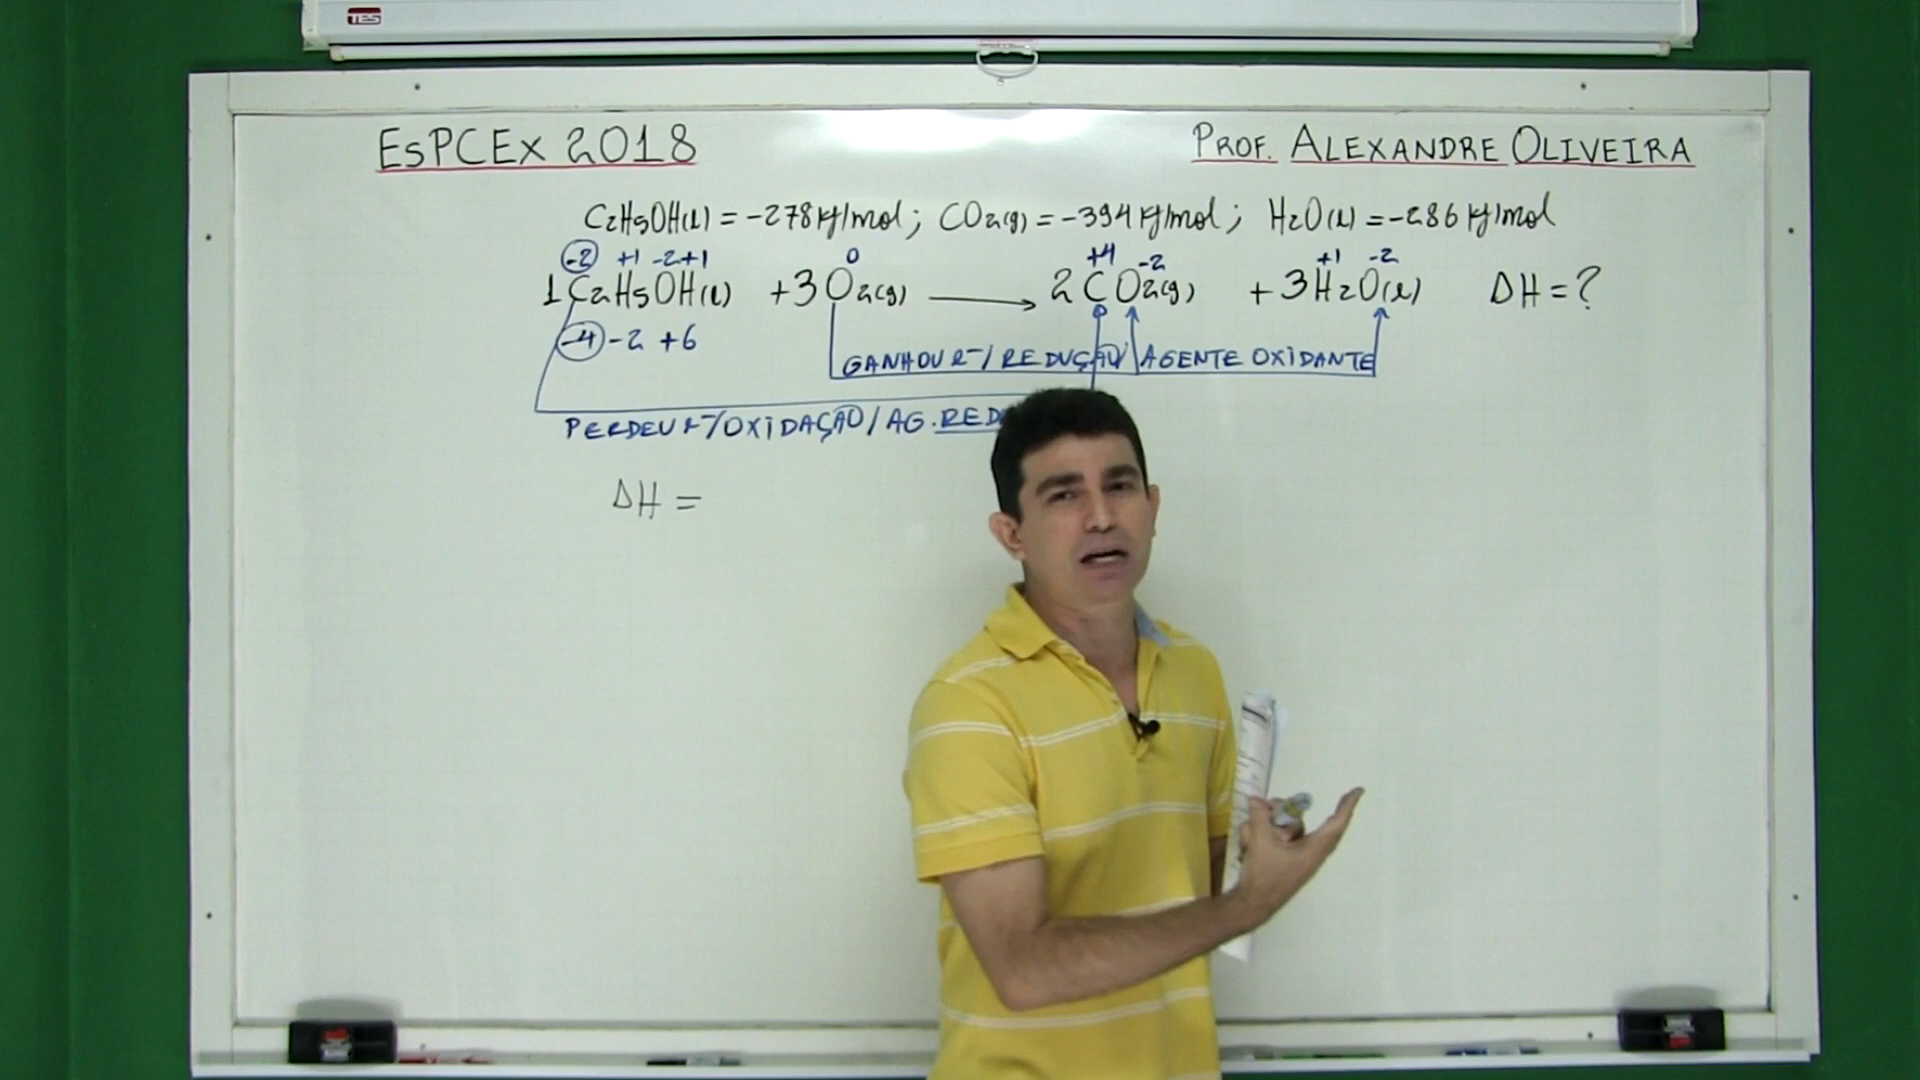 TES
EsPCEx 2018
PROF. ALEXANDRE OLIVEIRA
C2H5OH(l) = -278 kJ/mol; CO2(g) = -394 kJ/mol; H2O(l) = -286 kJ/mol
-2 +1 -2 +1 0 +4 -2 +1 -2
1 C2H5OH(l) + 3 O2(g) → 2 CO2(g) + 3 H2O(l) ΔH = ?
-4 -2 +6
GANHOU e-/ REDUÇÃO/ AGENTE OXIDANTE
PERDEU e-/OXIDAÇÃO/ AG. RED
ΔH =